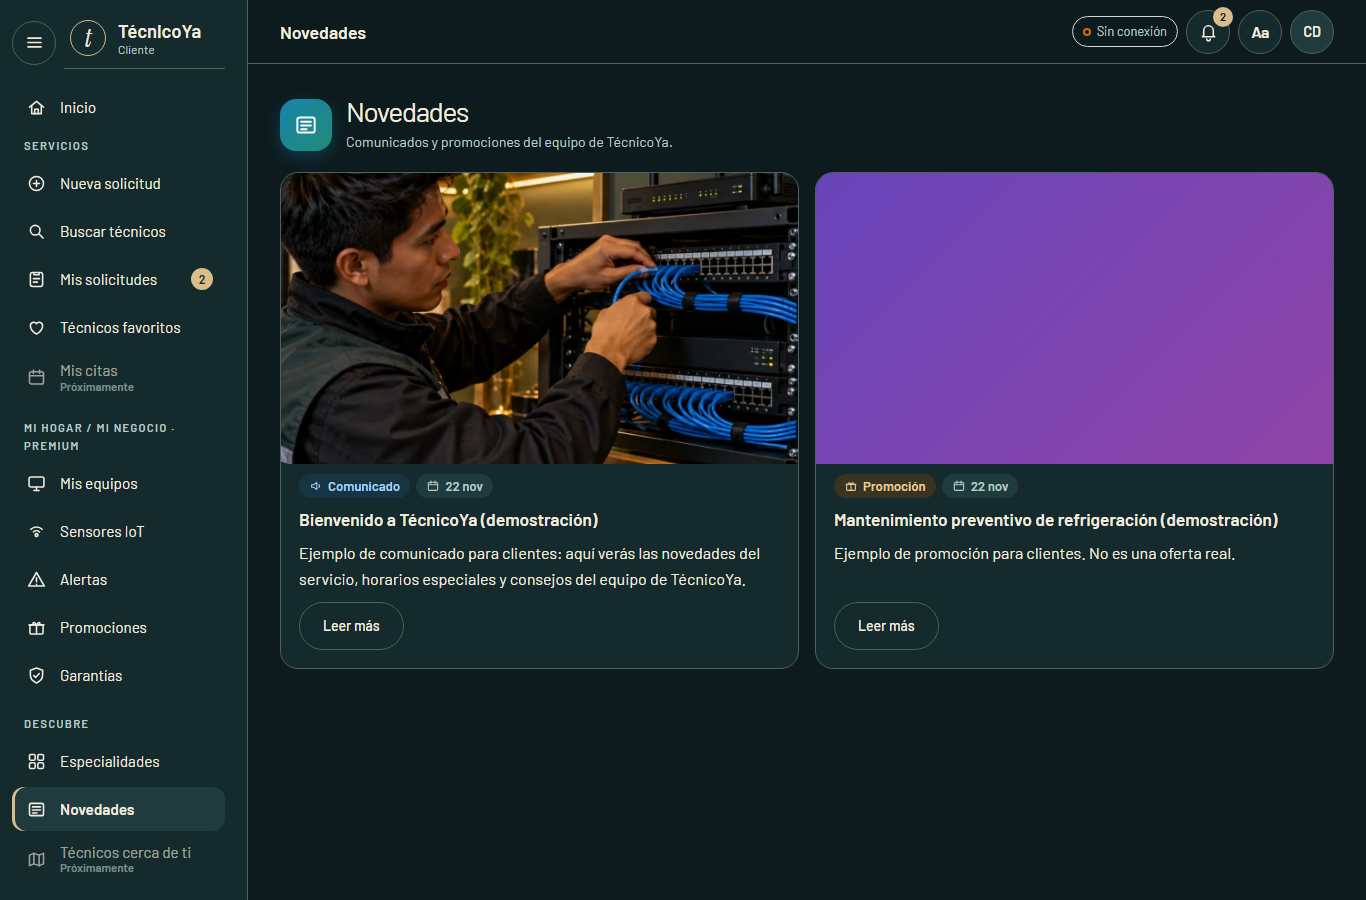 t
TécnicoYa
Cliente
Inicio
SERVICIOS
Nueva solicitud
Buscar técnicos
Mis solicitudes
2
Técnicos favoritos
Mis citas
Próximamente
MI HOGAR / MI NEGOCIO ·
PREMIUM
Mis equipos
Sensores IoT
Alertas
Promociones
Garantías
DESCUBRE
Especialidades
Novedades
Técnicos cerca de ti
Próximamente
Novedades
Sin conexión
2
Aa
CD
Novedades
Comunicados y promociones del equipo de TécnicoYa.
Comunicado
22 nov
Bienvenido a TécnicoYa (demostración)
Ejemplo de comunicado para clientes: aquí verás las novedades del
servicio, horarios especiales y consejos del equipo de TécnicoYa.
Leer más
Promoción
22 nov
Mantenimiento preventivo de refrigeración (demostración)
Ejemplo de promoción para clientes. No es una oferta real.
Leer más